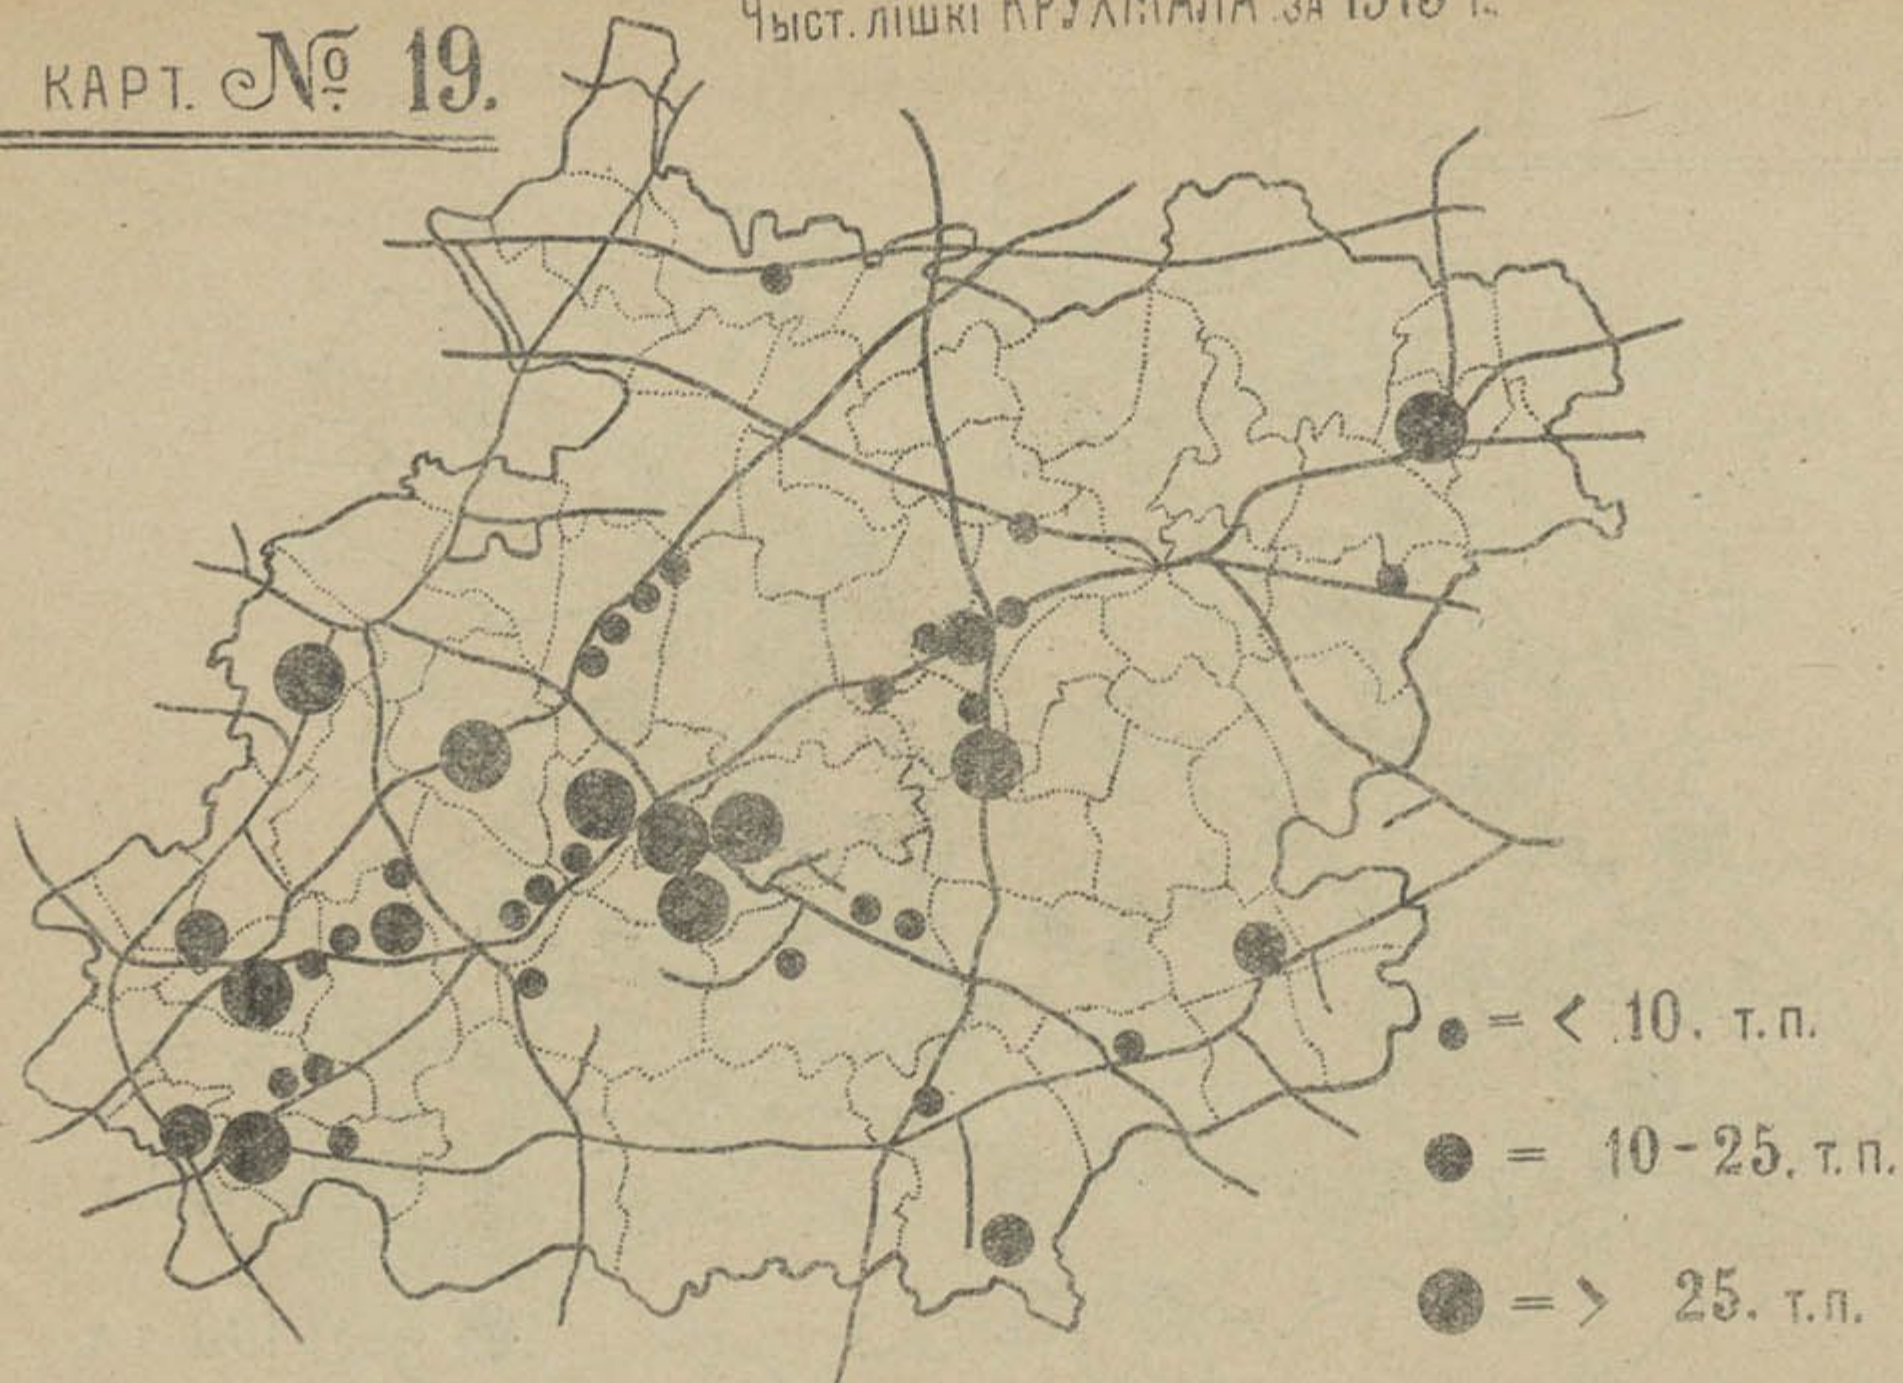 Чыст. лішкі КРУХМАЛА ЗА
КАРТ. № 19.
= < 10. т.п.
= 10-25. т.п.
= > 25. т.п.